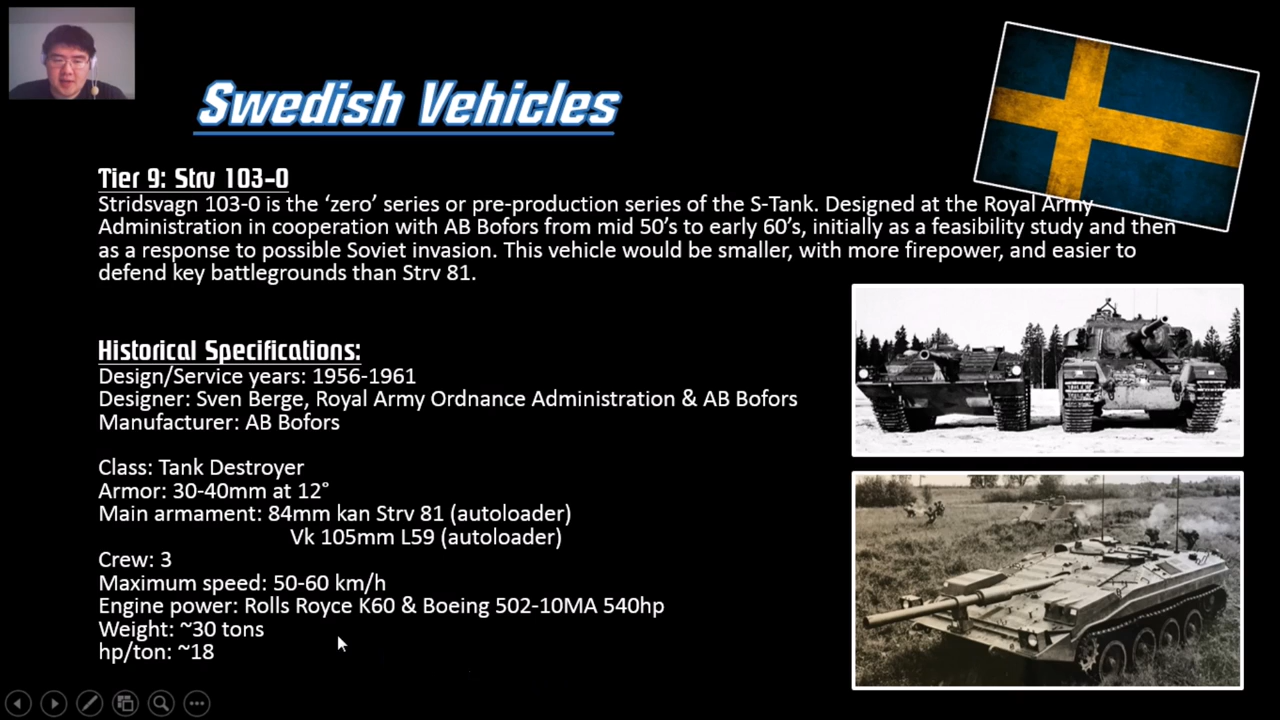 Swedish Vehicles
Tier 9: Strv 103-0
Stridsvagn 103-0 is the ‘zero’ series or pre-production series of the S-Tank. Designed at the Royal Army
Administration in cooperation with AB Bofors from mid 50’s to early 60’s, initially as a feasibility study and then
as a response to possible Soviet invasion. This vehicle would be smaller, with more firepower, and easier to
defend key battlegrounds than Strv 81.
Historical Specifications:
Design/Service years: 1956-1961
Designer: Sven Berge, Royal Army Ordnance Administration & AB Bofors
Manufacturer: AB Bofors
Class: Tank Destroyer
Armor: 30-40mm at 12°
Main armament: 84mm kan Strv 81 (autoloader)
Vk 105mm L59 (autoloader)
Crew: 3
Maximum speed: 50-60 km/h
Engine power: Rolls Royce K60 & Boeing 502-10MA 540hp
Weight: ~30 tons
hp/ton: ~18